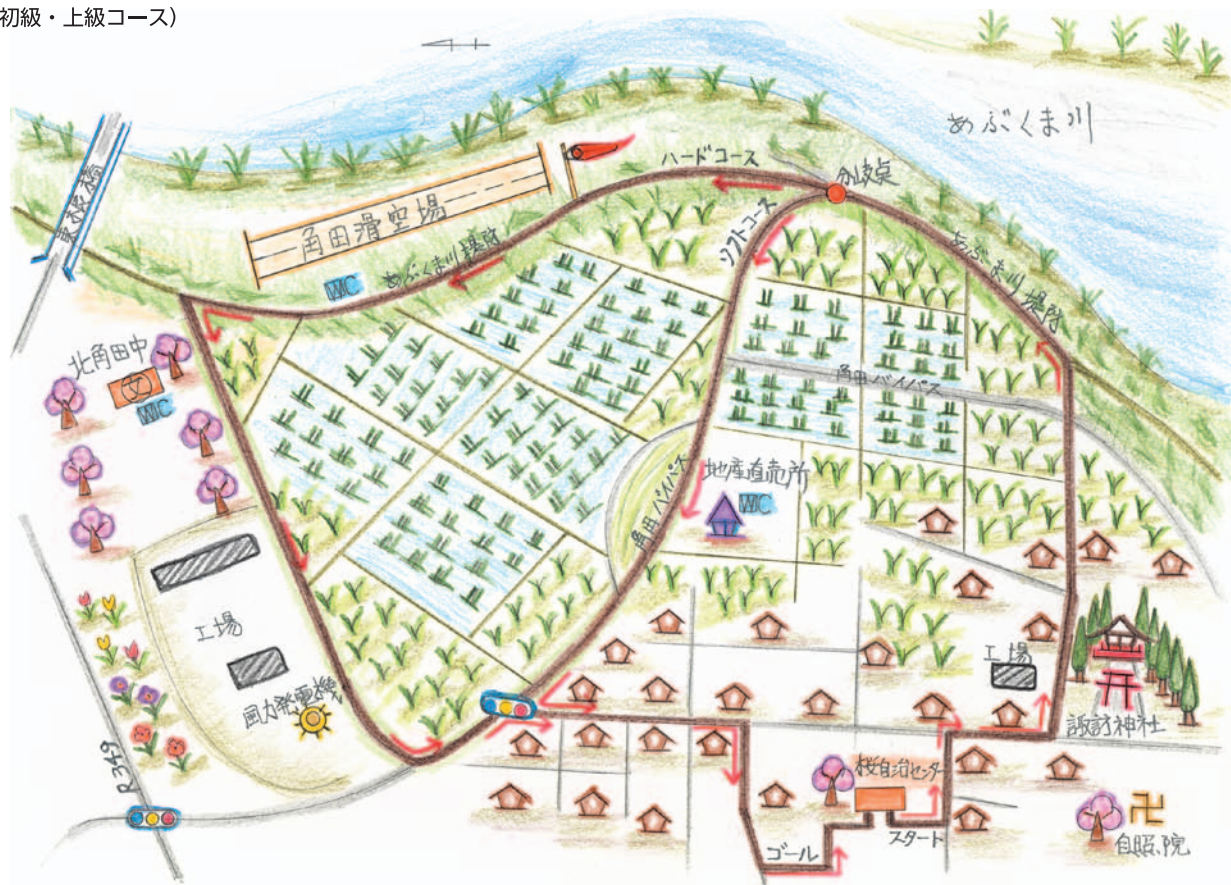 初級・上級コース）
あぶくま川
東根橋
ハードコース
分岐点
角田滑空場
ソフトコース
あぶくま川堤防
WC
あぶくま川堤防
北角田中
文
WC
角田バイパス
地産直売所
WC
角田バイパス
工場
風力発電機
工場
諏訪神社
R349
桜自治センター
スタート
ゴール
卍
自照院